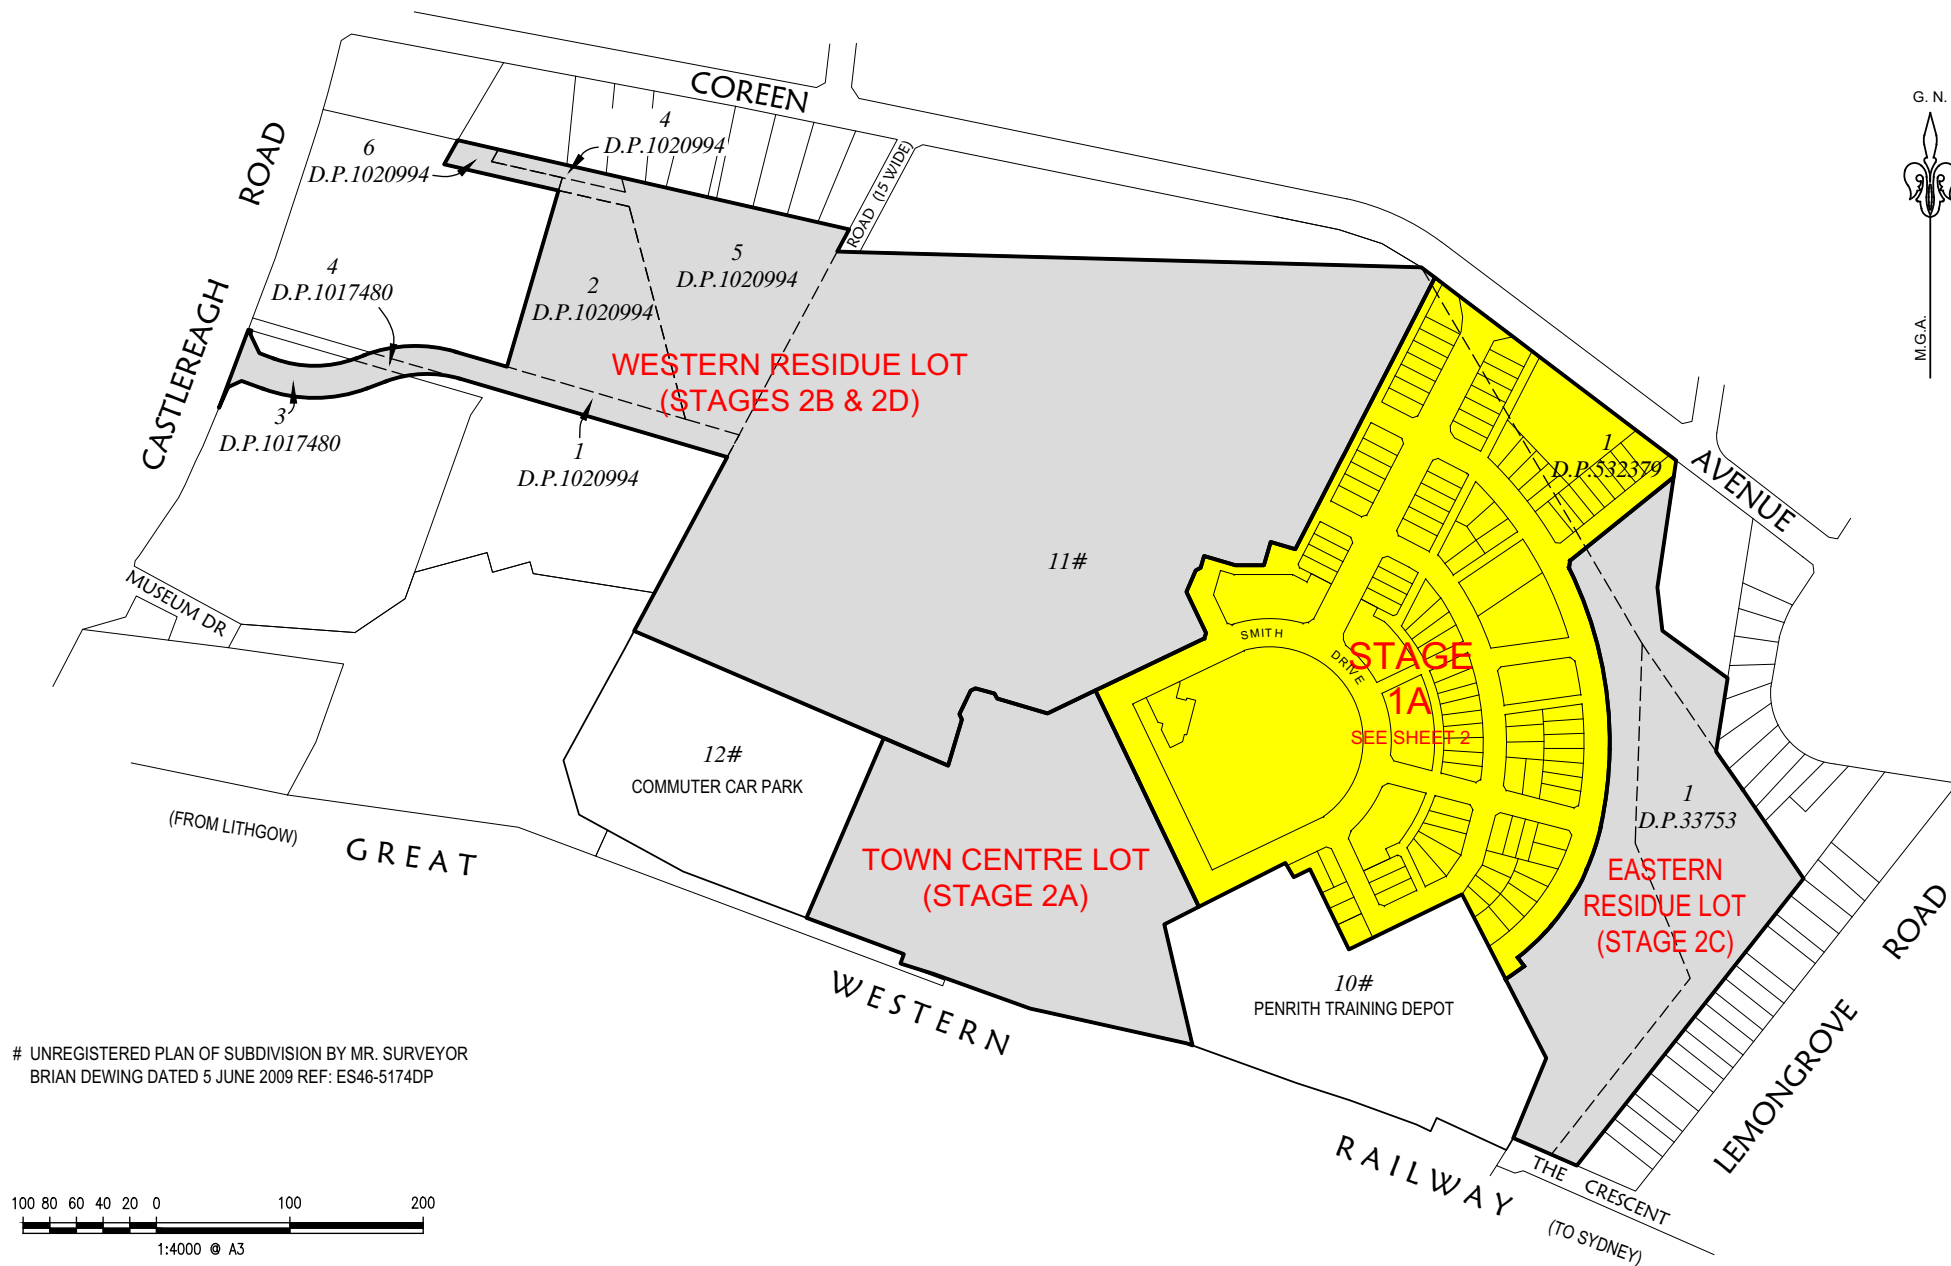 COREEN
AVENUE
G. N.
M.G.A.
ROAD
CASTLEREAGH
6
D.P.1020994
4
D.P.1020994
ROAD (15 WIDE)
5
D.P.1020994
2
D.P.1020994
4
D.P.1017480
3
D.P.1017480
1
D.P.1020994
WESTERN RESIDUE LOT
(STAGES 2B & 2D)
1
D.P.532379
11#
MUSEUM DR
SMITH
DRIVE
STAGE
1A
SEE SHEET 2
12#
COMMUTER CAR PARK
1
D.P.33753
(FROM LITHGOW)
GREAT
WESTERN
RAILWAY
TOWN CENTRE LOT
(STAGE 2A)
EASTERN
RESIDUE LOT
(STAGE 2C)
ROAD
LEMONGROVE
10#
PENRITH TRAINING DEPOT
THE CRESCENT
(TO SYDNEY)
# UNREGISTERED PLAN OF SUBDIVISION BY MR. SURVEYOR
BRIAN DEWING DATED 5 JUNE 2009 REF: ES46-5174DP
100 80 60 40 20 0 100 200
1:4000 @ A3